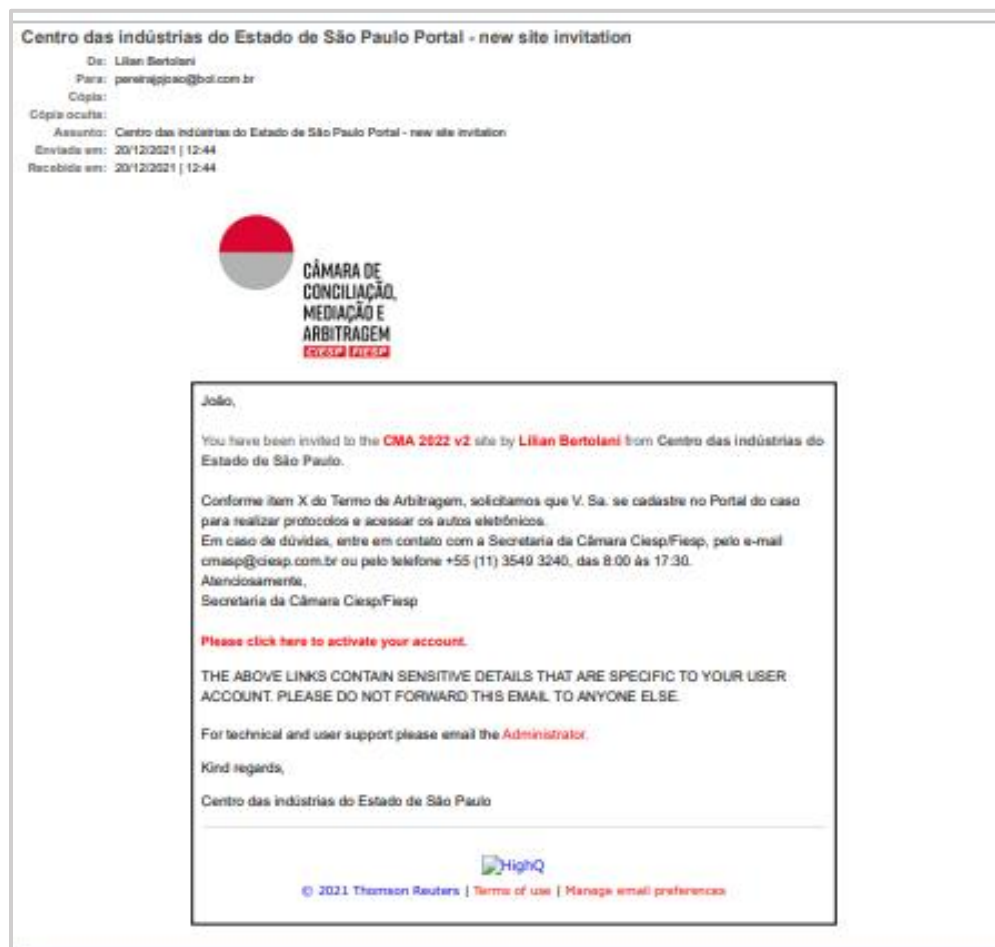 Centro das indústrias do Estado de São Paulo Portal - new site invitation
De: Lilian Bertolani
Para: pereirajpjoao@bol.com.br
Cópia:
Cópia oculta:
Assunto: Centro das indústrias do Estado de São Paulo Portal - new site invitation
Enviada em: 20/12/2021 | 12:44
Recebida em: 20/12/2021 | 12:44
CÂMARA DE
CONCILIAÇÃO,
MEDIAÇÃO E
ARBITRAGEM
CIESP FIESP
João,
You have been invited to the CMA 2022 v2 site by Lilian Bertolani from Centro das indústrias do
Estado de São Paulo.
Conforme item X do Termo de Arbitragem, solicitamos que V. Sa. se cadastre no Portal do caso
para realizar protocolos e acessar os autos eletrônicos.
Em caso de dúvidas, entre em contato com a Secretaria da Câmara Ciesp/Fiesp, pelo e-mail
cmasp@ciesp.com.br ou pelo telefone +55 (11) 3549 3240, das 8:00 às 17:30.
Atenciosamente,
Secretaria da Câmara Ciesp/Fiesp
Please click here to activate your account.
THE ABOVE LINKS CONTAIN SENSITIVE DETAILS THAT ARE SPECIFIC TO YOUR USER
ACCOUNT. PLEASE DO NOT FORWARD THIS EMAIL TO ANYONE ELSE.
For technical and user support please email the Administrator.
Kind regards,
Centro das indústrias do Estado de São Paulo
HighQ
© 2021 Thomson Reuters | Terms of use | Manage email preferences